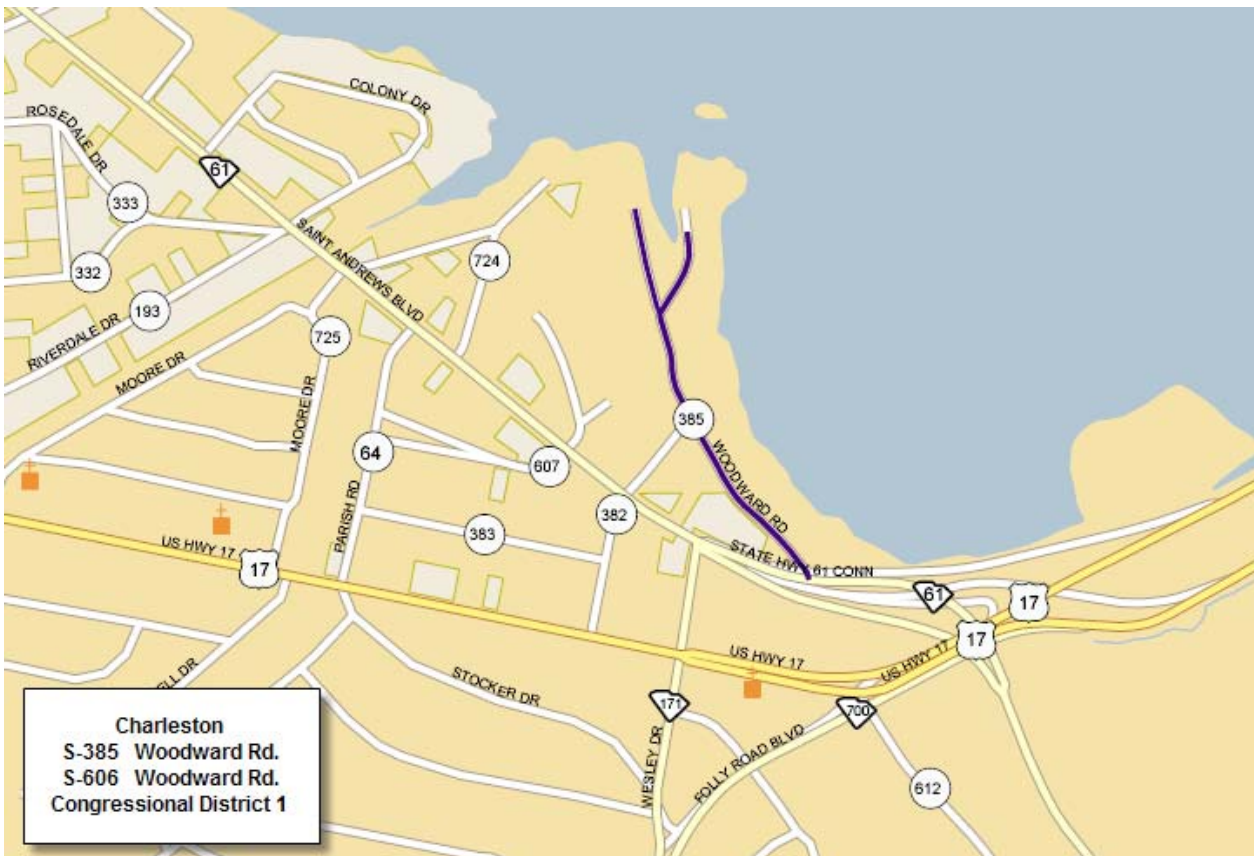 COLONY DR
ROSEDALE DR
61
333
SAINT ANDREWS BLVD
724
332
193
RIVERDALE DR
725
MOORE DR
MOORE DR
385
WOODWARD RD
64
607
382
383
PARISH RD
US HWY 17
17
STATE HWY 61 CONN
61
17
17
US HWY 17
US HWY 17
STOCKER DR
171
700
WESLEY DR
FOLLY ROAD BLVD
612
ELL DR
Charleston
S-385 Woodward Rd.
S-606 Woodward Rd.
Congressional District 1